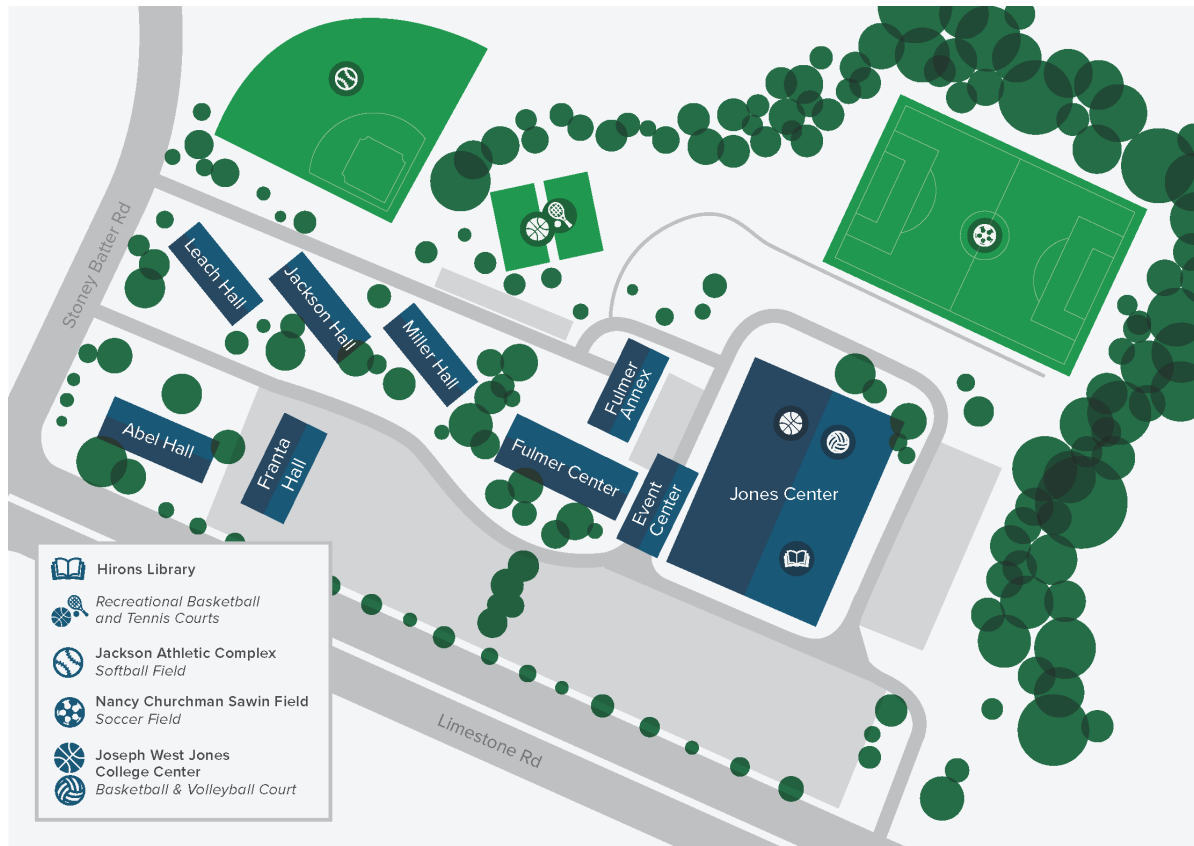 Stoney Batter Rd
Leach Hall
Jackson Hall
Miller Hall
Fulmer
Annex
Abel Hall
Franta
Hall
Fulmer Center
Event
Center
Jones Center
Limestone Rd
Hirons Library
Recreational Basketball
and Tennis Courts
Jackson Athletic Complex
Softball Field
Nancy Churchman Sawin Field
Soccer Field
Joseph West Jones
College Center
Basketball & Volleyball Court